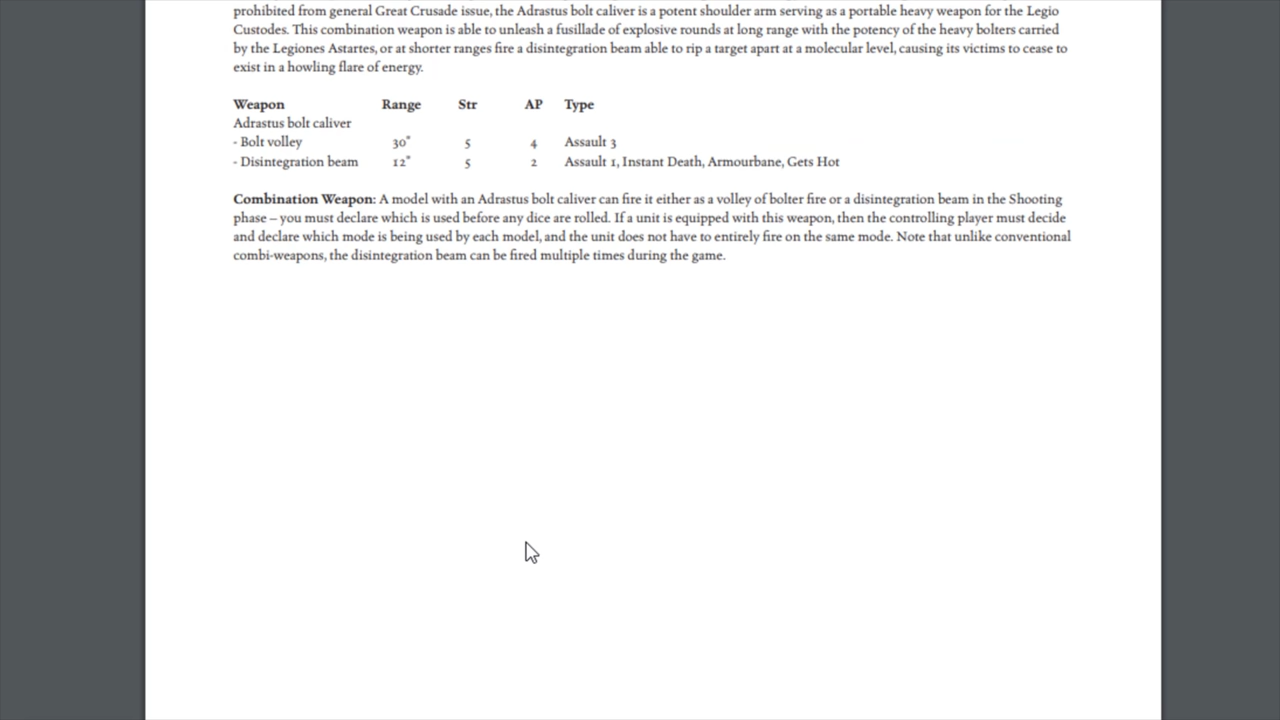 prohibited from general Great Crusade issue, the Adrastus bolt caliver is a potent shoulder arm serving as a portable heavy weapon for the Legio
Custodes. This combination weapon is able to unleash a fusillade of explosive rounds at long range with the potency of the heavy bolters carried
by the Legiones Astartes, or at shorter ranges fire a disintegration beam able to rip a target apart at a molecular level, causing its victims to cease to
exist in a howling flare of energy.
Weapon Range Str AP Type
Adrastus bolt caliver
- Bolt volley 30" 5 4 Assault 3
- Disintegration beam 12" 5 2 Assault 1, Instant Death, Armourbane, Gets Hot
Combination Weapon: A model with an Adrastus bolt caliver can fire it either as a volley of bolter fire or a disintegration beam in the Shooting
phase – you must declare which is used before any dice are rolled. If a unit is equipped with this weapon, then the controlling player must decide
and declare which mode is being used by each model, and the unit does not have to entirely fire on the same mode. Note that unlike conventional
combi-weapons, the disintegration beam can be fired multiple times during the game.